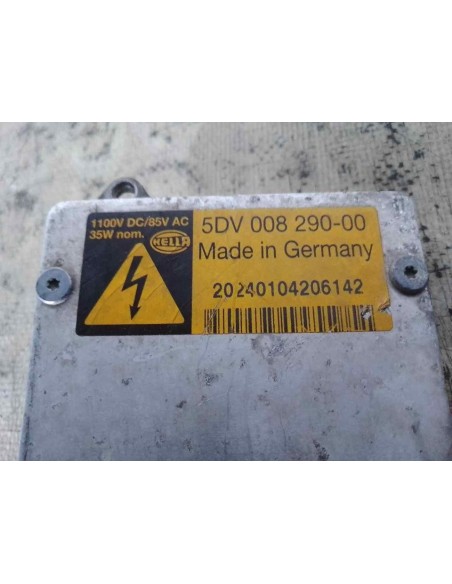 1100V DC/85V AC
35W nom.
HELLA
5DV 008 290-00
Made in Germany
20240104206142